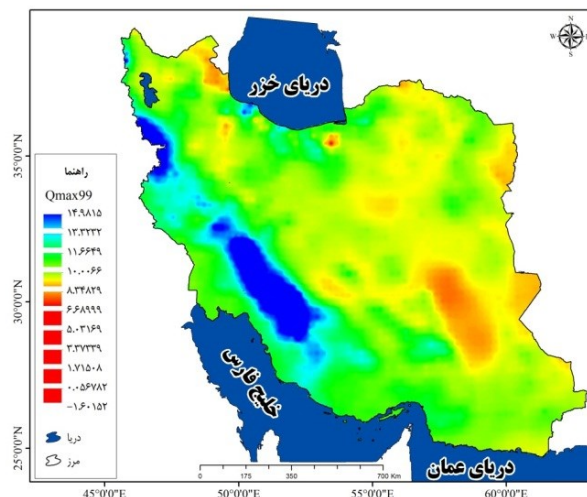 N
W
E
S
دریای خزر
35°0'0"N
30°0'0"N
25°0'0"N
راهنما
Qmax99
۱۴.۹۸۱۵
۱۳.۳۲۳۲
۱۱.۶۶۴۹
۱۰.۰۰۶۶
۸.۳۴۸۲۹
۶.۶۸۹۹۹
۵.۰۳۱۶۹
۳.۳۷۳۳۹
۱.۷۱۵۰۸
۰.۰۵۶۷۸۲
-۱.۶۰۱۵۲
دریا
مرز
خلیج فارس
دریای عمان
0 175 350 700 Km
45°0'0"E 50°0'0"E 55°0'0"E 60°0'0"E